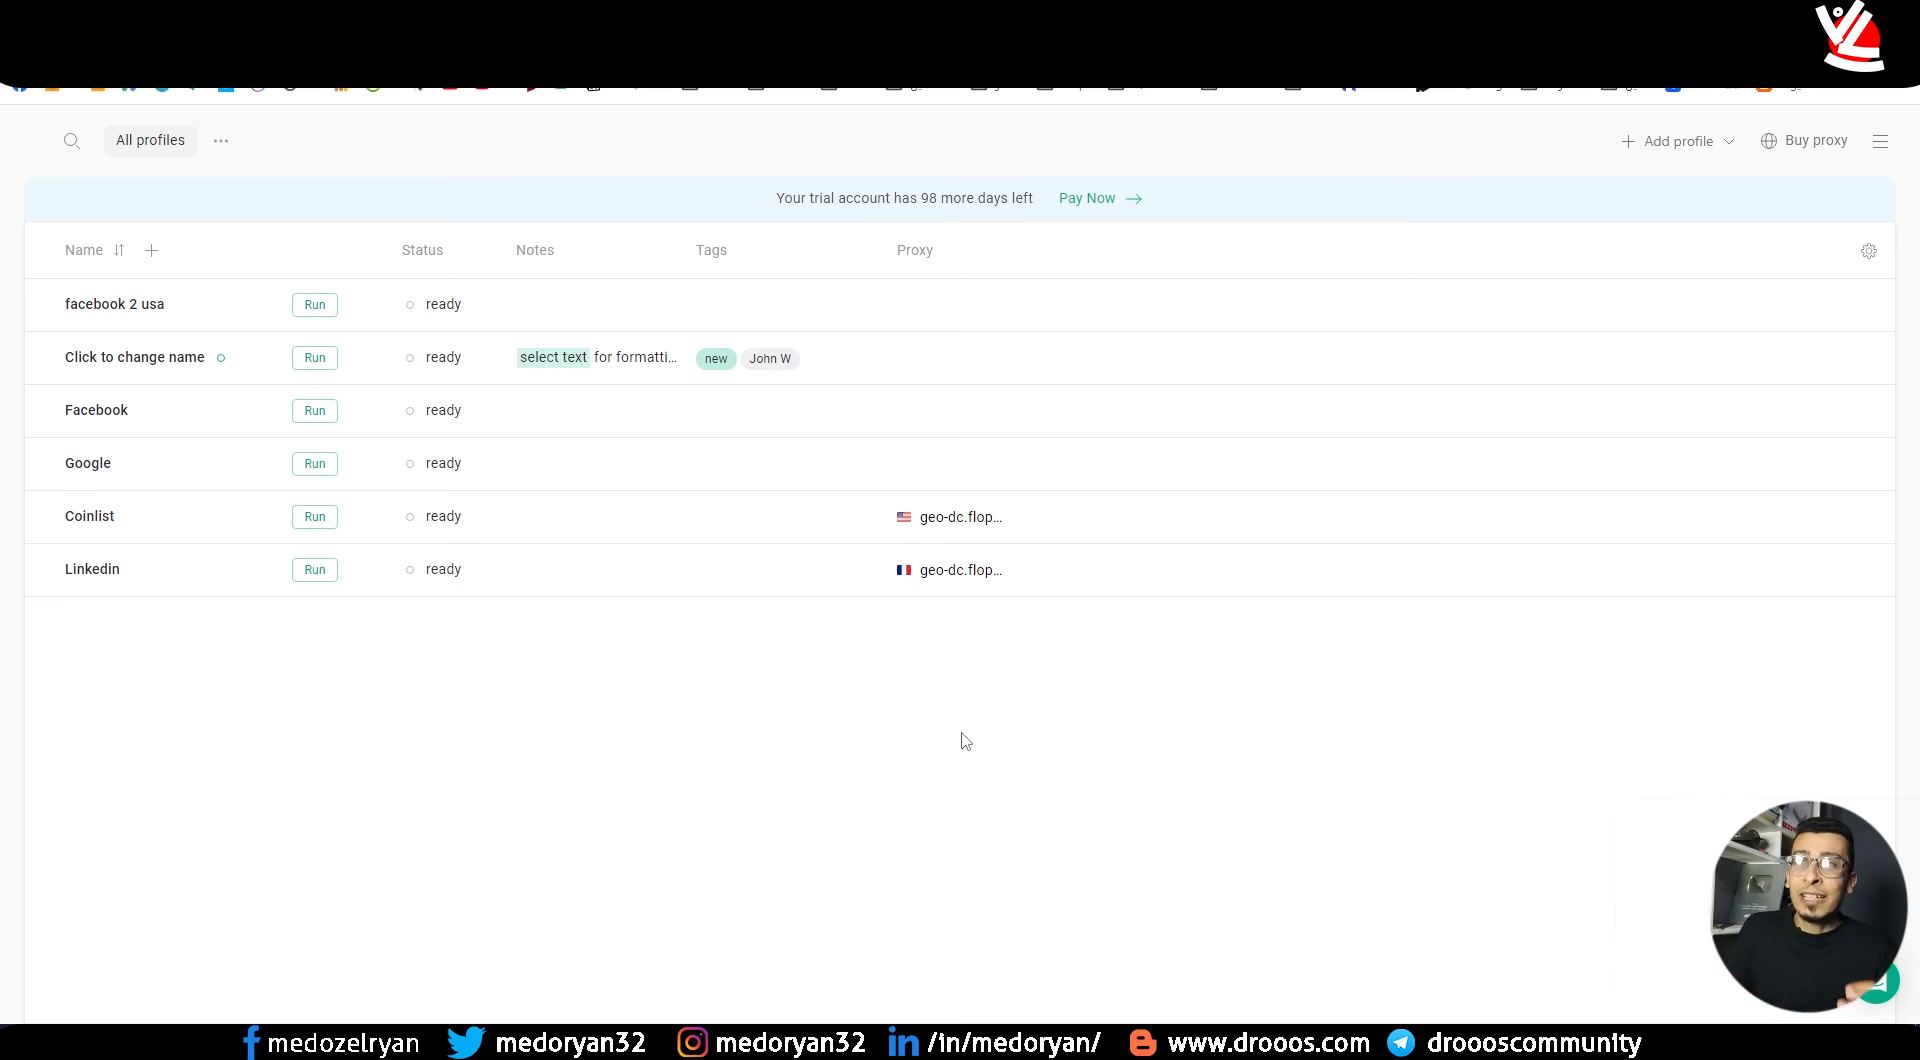 All profiles
Add profile
Buy proxy
Your trial account has 98 more days left Pay Now
Name Status Notes Tags Proxy
facebook 2 usa Run ready
Click to change name Run ready select text for formatti... new John W
Facebook Run ready
Google Run ready
Coinlist Run ready geo-dc.flop...
Linkedin Run ready geo-dc.flop...
medozelryan medoryan32 medoryan32 /in/medoryan/ www.drooos.com droooscommunity